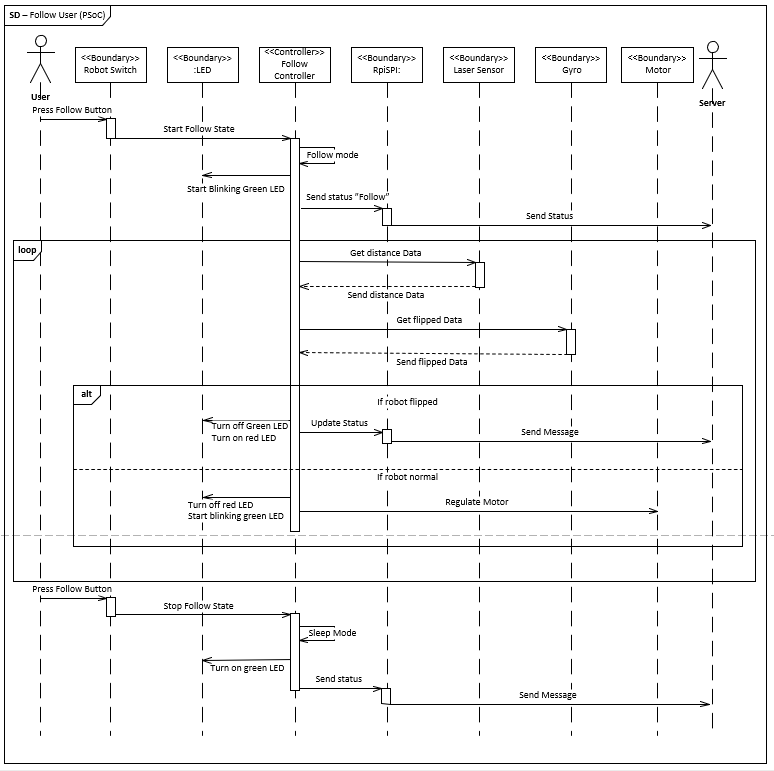 SD – Follow User (PSoC)
<<Boundary>>
Robot Switch
<<Boundary>>
:LED
<<Controller>>
Follow
Controller
<<Boundary>>
RpiSPI:
<<Boundary>>
Laser Sensor
<<Boundary>>
Gyro
<<Boundary>>
Motor
User
Server
Press Follow Button
Start Follow State
Follow mode
Start Blinking Green LED
Send status "Follow"
Send Status
loop
Get distance Data
Send distance Data
Get flipped Data
Send flipped Data
alt
If robot flipped
Turn off Green LED
Turn on red LED
Update Status
Send Message
If robot normal
Turn off red LED
Start blinking green LED
Regulate Motor
Press Follow Button
Stop Follow State
Sleep Mode
Turn on green LED
Send status
Send Message